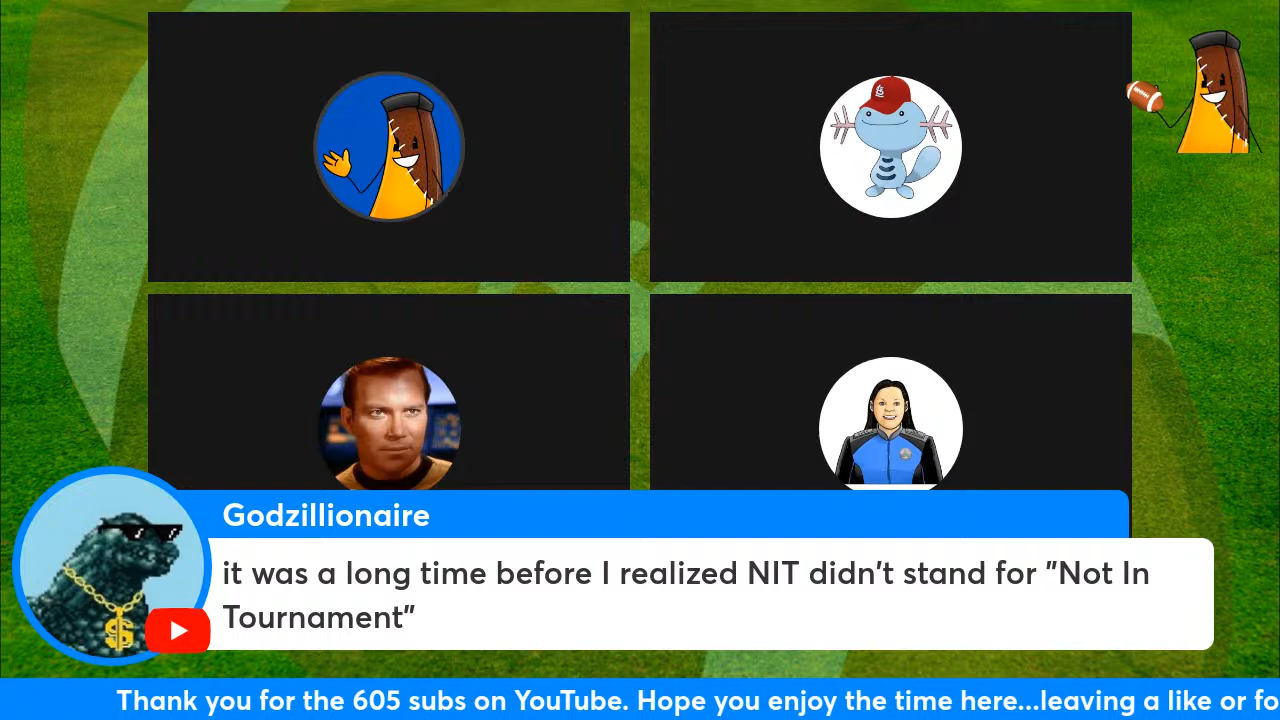 Godzillionaire
it was a long time before I realized NIT didn't stand for "Not In
Tournament"
Thank you for the 605 subs on YouTube. Hope you enjoy the time here...leaving a like or fo